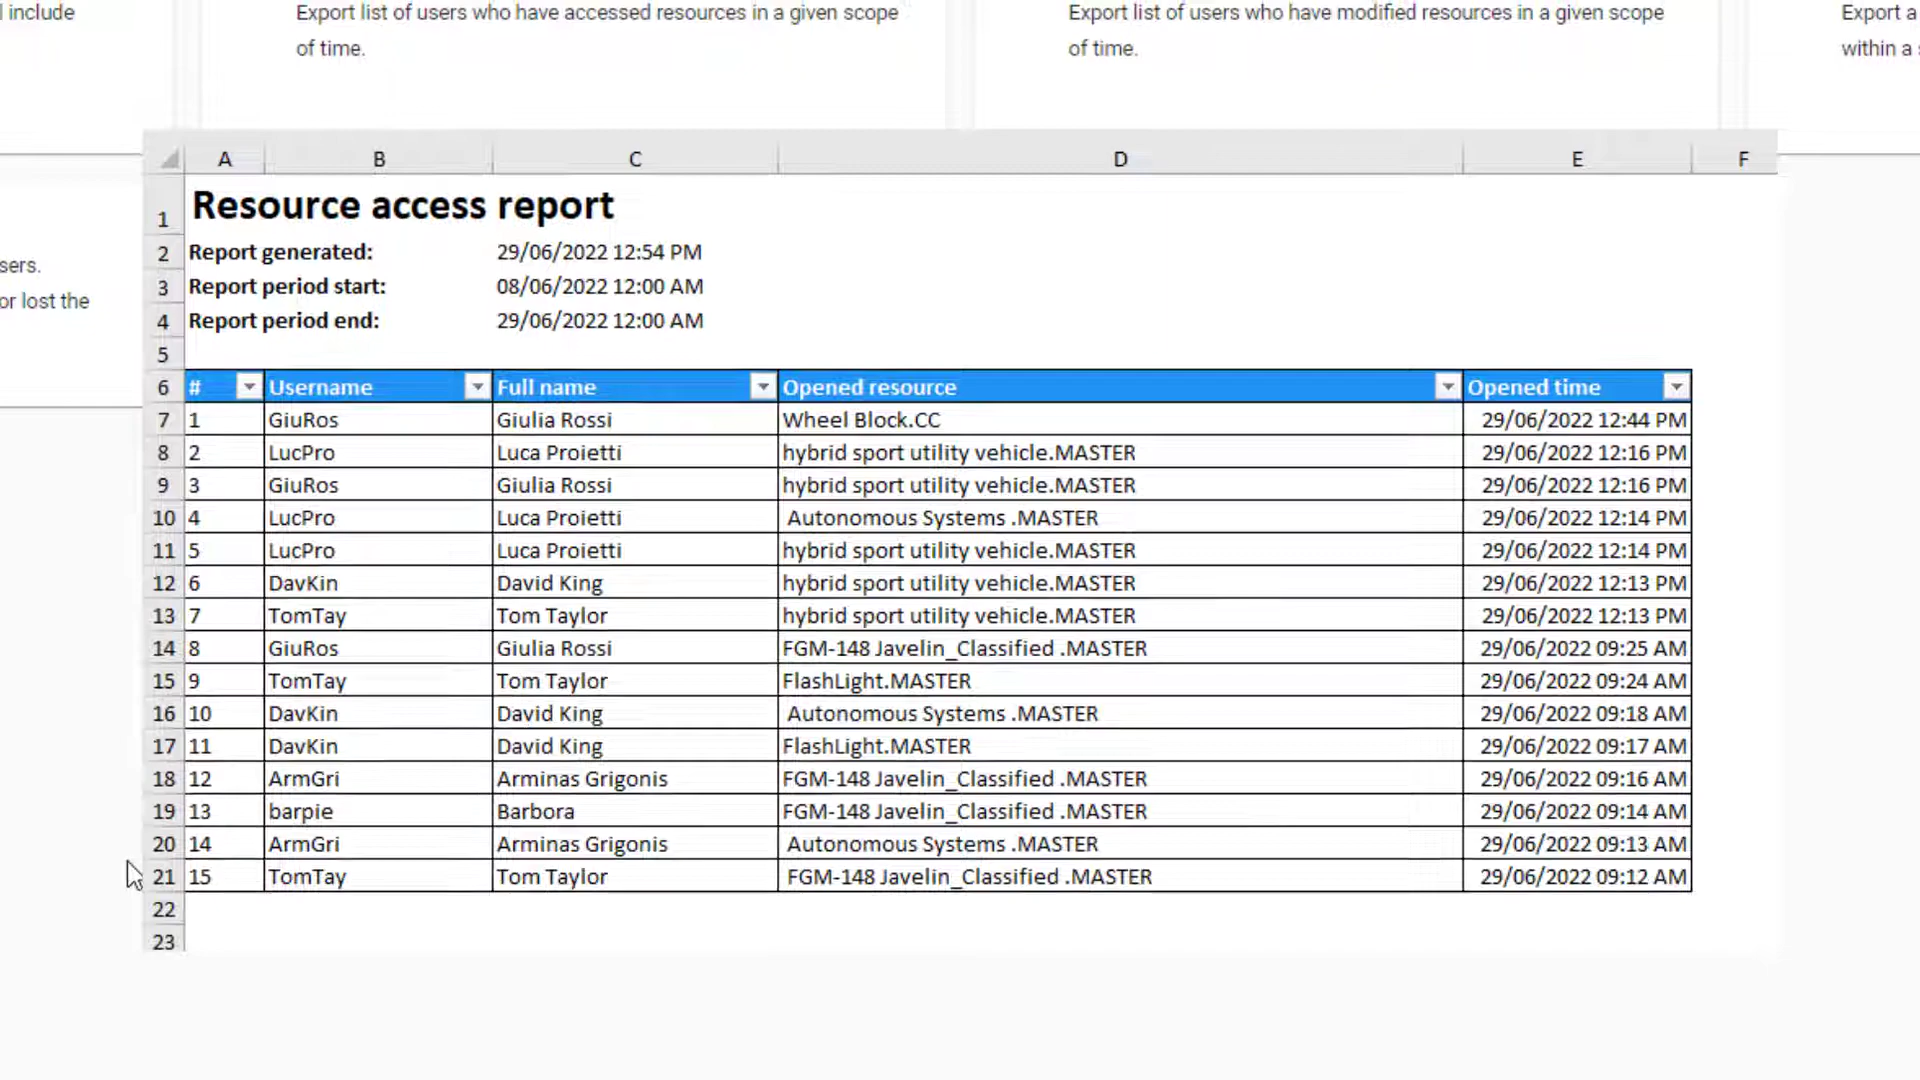 l include
Export list of users who have accessed resources in a given scope
of time.
Export list of users who have modified resources in a given scope
of time.
Export a
within a
sers.
or lost the
A B C D E F
1 Resource access report
2 Report generated: 29/06/2022 12:54 PM
3 Report period start: 08/06/2022 12:00 AM
4 Report period end: 29/06/2022 12:00 AM
5
6 # Username Full name Opened resource Opened time
7 1 GiuRos Giulia Rossi Wheel Block.CC 29/06/2022 12:44 PM
8 2 LucPro Luca Proietti hybrid sport utility vehicle.MASTER 29/06/2022 12:16 PM
9 3 GiuRos Giulia Rossi hybrid sport utility vehicle.MASTER 29/06/2022 12:16 PM
10 4 LucPro Luca Proietti Autonomous Systems .MASTER 29/06/2022 12:14 PM
11 5 LucPro Luca Proietti hybrid sport utility vehicle.MASTER 29/06/2022 12:14 PM
12 6 DavKin David King hybrid sport utility vehicle.MASTER 29/06/2022 12:13 PM
13 7 TomTay Tom Taylor hybrid sport utility vehicle.MASTER 29/06/2022 12:13 PM
14 8 GiuRos Giulia Rossi FGM-148 Javelin_Classified .MASTER 29/06/2022 09:25 AM
15 9 TomTay Tom Taylor FlashLight.MASTER 29/06/2022 09:24 AM
16 10 DavKin David King Autonomous Systems .MASTER 29/06/2022 09:18 AM
17 11 DavKin David King FlashLight.MASTER 29/06/2022 09:17 AM
18 12 ArmGri Arminas Grigonis FGM-148 Javelin_Classified .MASTER 29/06/2022 09:16 AM
19 13 barpie Barbora FGM-148 Javelin_Classified .MASTER 29/06/2022 09:14 AM
20 14 ArmGri Arminas Grigonis Autonomous Systems .MASTER 29/06/2022 09:13 AM
21 15 TomTay Tom Taylor FGM-148 Javelin_Classified .MASTER 29/06/2022 09:12 AM
22
23